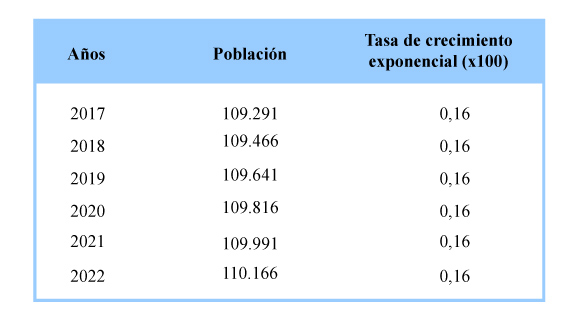 Años Población Tasa de crecimiento exponencial (x100)
2017 109.291 0,16
2018 109.466 0,16
2019 109.641 0,16
2020 109.816 0,16
2021 109.991 0,16
2022 110.166 0,16